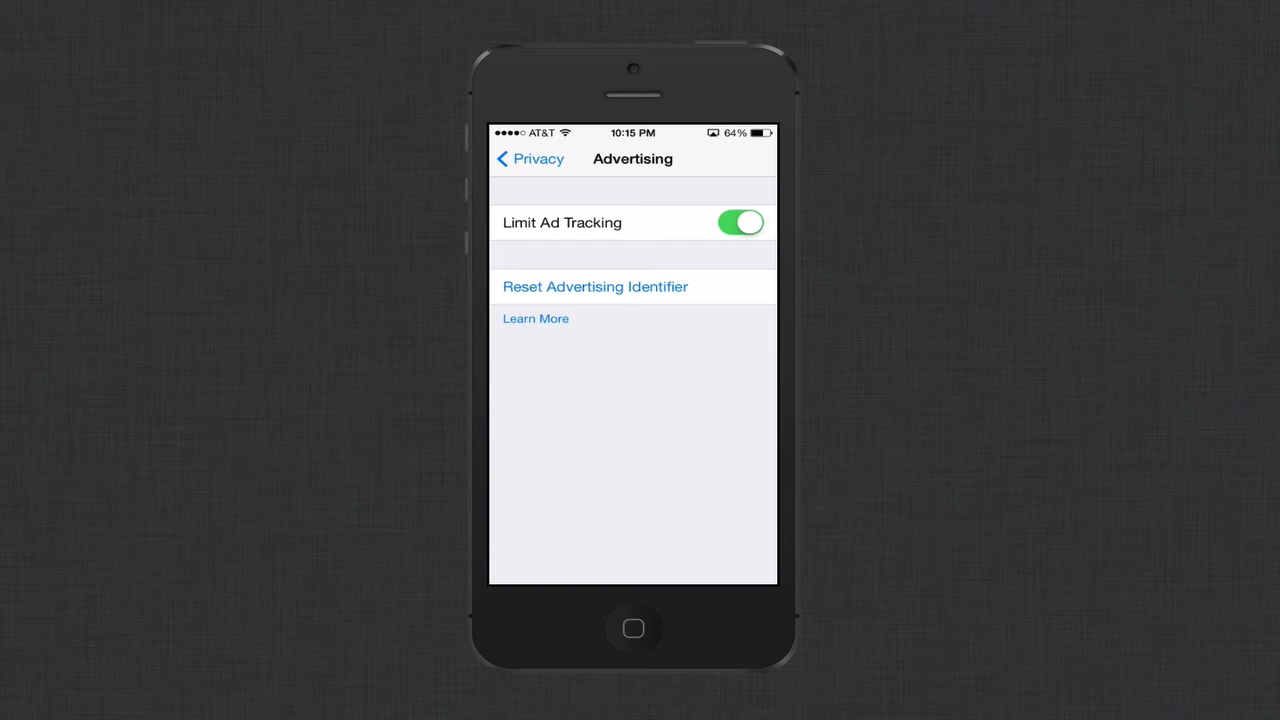 AT&T 10:15 PM 64%
Privacy Advertising
Limit Ad Tracking
Reset Advertising Identifier
Learn More